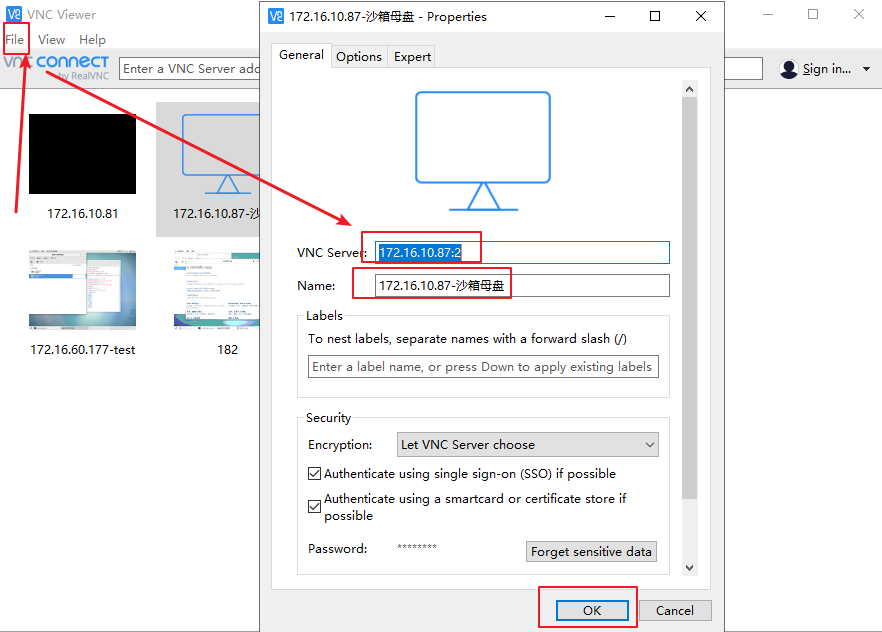 VNC Viewer
File View Help
vnc connect
by RealVNC
Enter a VNC Server add
Sign in...
172.16.10.81
172.16.10.87-沙
172.16.60.177-test
182
172.16.10.87-沙箱母盘 - Properties
General Options Expert
VNC Server: 172.16.10.87:2
Name: 172.16.10.87-沙箱母盘
Labels
To nest labels, separate names with a forward slash (/)
Enter a label name, or press Down to apply existing labels
Security
Encryption: Let VNC Server choose
Authenticate using single sign-on (SSO) if possible
Authenticate using a smartcard or certificate store if
possible
Password: ********
Forget sensitive data
OK Cancel